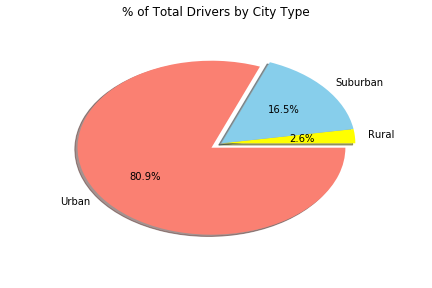 % of Total Drivers by City Type
Suburban
16.5%
Rural
2.6%
80.9%
Urban